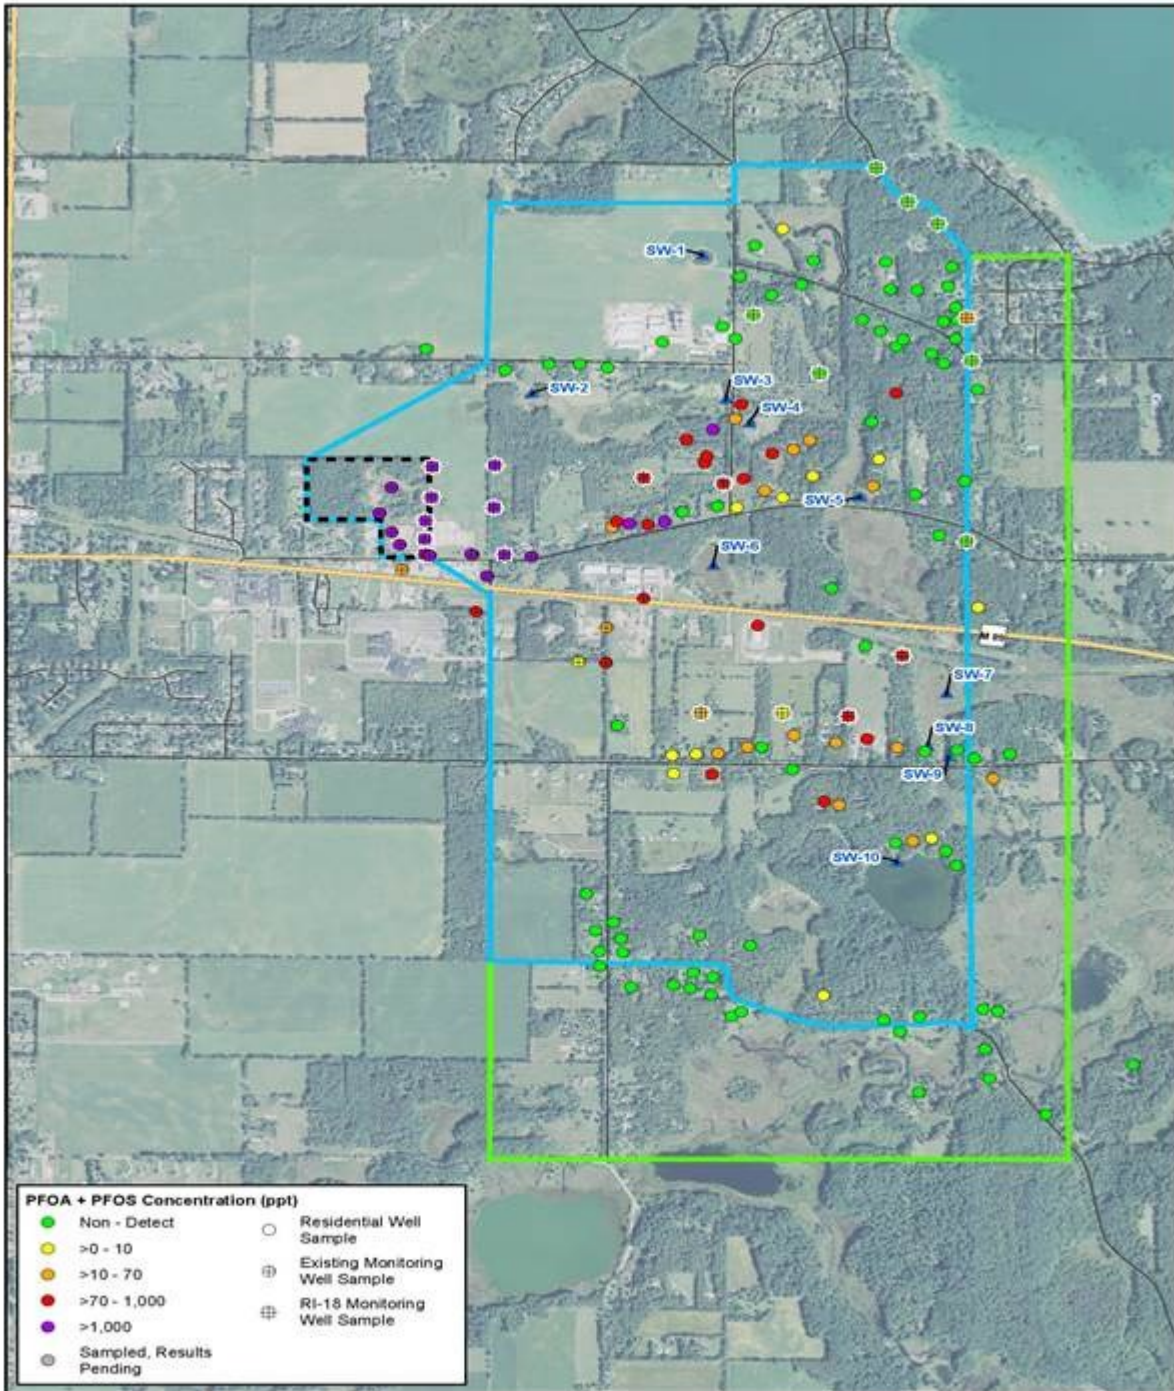 SW-1
SW-2
SW-3
SW-4
SW-5
SW-6
M 89
SW-7
SW-8
SW-9
SW-10
PFOA + PFOS Concentration (ppt)
Non - Detect
>0 - 10
>10 - 70
>70 - 1,000
>1,000
Sampled, Results
Pending
Residential Well
Sample
Existing Monitoring
Well Sample
RI-18 Monitoring
Well Sample